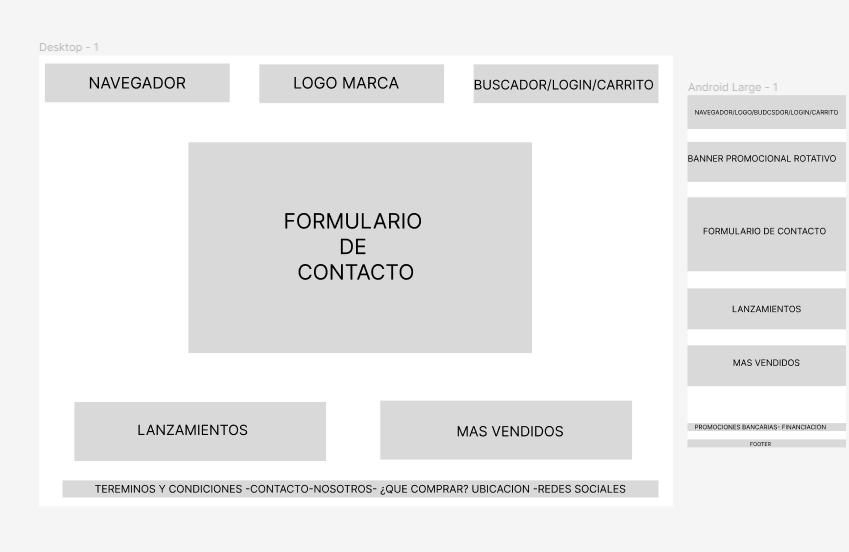 Desktop - 1
NAVEGADOR
LOGO MARCA
BUSCADOR/LOGIN/CARRITO
FORMULARIO
DE
CONTACTO
LANZAMIENTOS
MAS VENDIDOS
TEREMINOS Y CONDICIONES -CONTACTO-NOSOTROS- ¿QUE COMPRAR? UBICACION -REDES SOCIALES
Android Large - 1
NAVEGADOR/LOGO/BUDCSDOR/LOGIN/CARRITO
BANNER PROMOCIONAL ROTATIVO
FORMULARIO DE CONTACTO
LANZAMIENTOS
MAS VENDIDOS
PROMOCIONES BANCARIAS- FINANCIACION
FOOTER